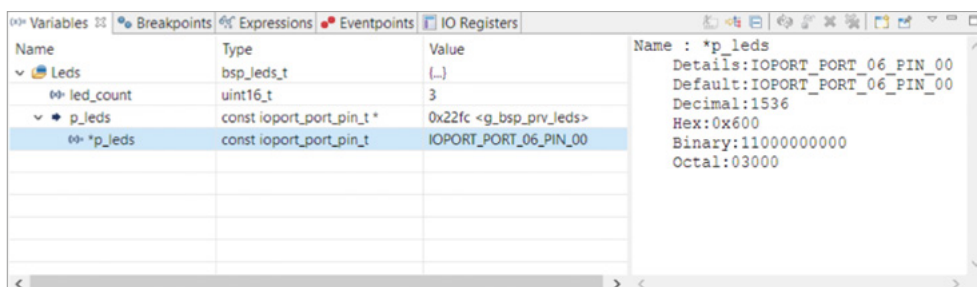 Variables Breakpoints Expressions Eventpoints IO Registers
Name Type Value
Leds bsp_leds_t {...}
led_count uint16_t 3
p_leds const ioport_port_pin_t * 0x22fc <g_bsp_prv_leds>
*p_leds const ioport_port_pin_t IOPORT_PORT_06_PIN_00
Name : *p_leds
Details:IOPORT_PORT_06_PIN_00
Default:IOPORT_PORT_06_PIN_00
Decimal:1536
Hex:0x600
Binary:11000000000
Octal:03000